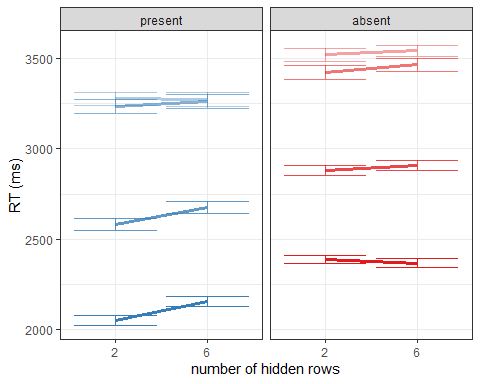 present
absent
3500
3000
2500
2000
RT (ms)
2
6
2
6
number of hidden rows